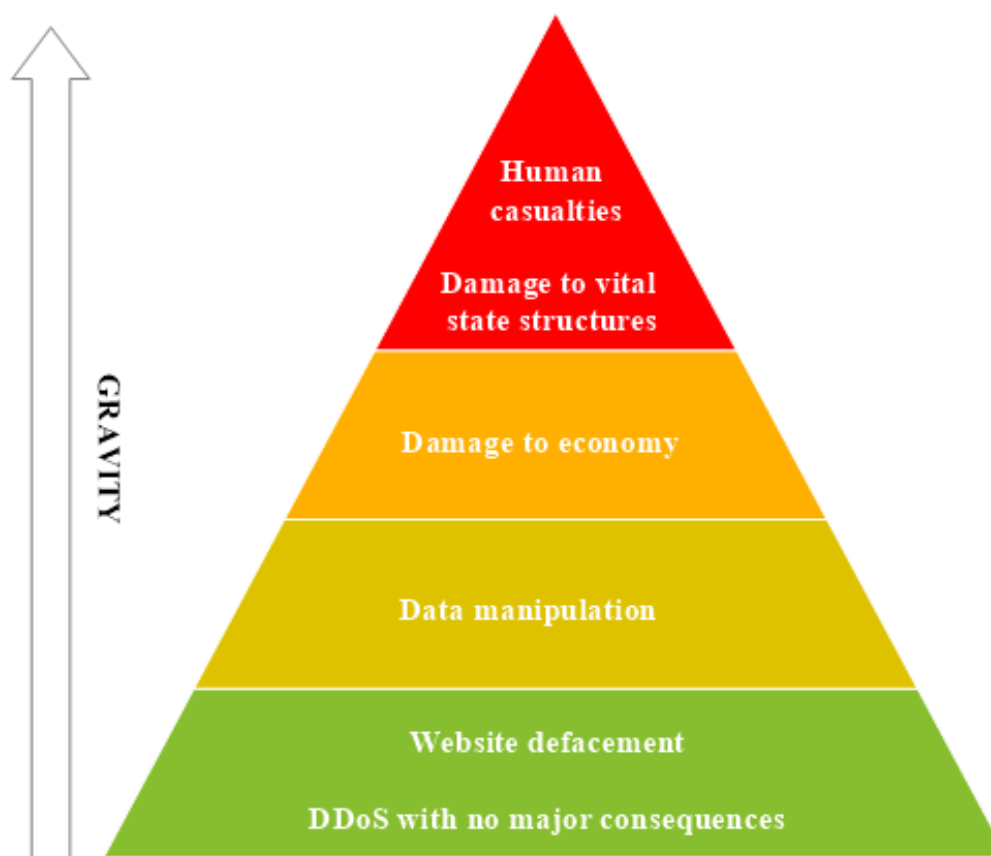 Human
casualties
Damage to vital
state structures
GRAVITY
Damage to economy
Data manipulation
Website defacement
DDoS with no major consequences